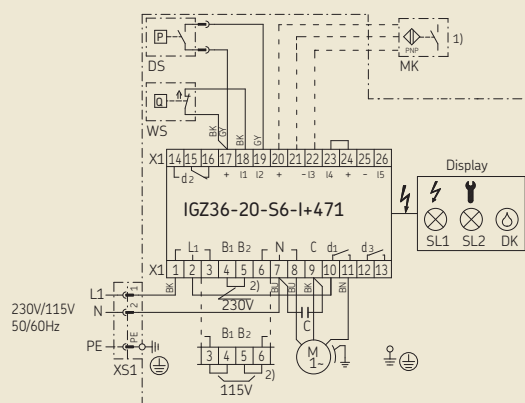 P
DS
PNP
MK
1)
Q
WS
BK
GY
BK
GY
X1 14 15 16 17 18 19 20 21 22 23 24 25 26
d2 + I1 I2 + -I3 I4 + - I5
IGZ36-20-S6-I+471
Display
SL1 SL2 DK
L1 B1 B2 N C d1 d3
X1 1 2 3 4 5 6 7 8 9 10 11 12 13
BK 2) BU BU BK BN
230V
L1 1
230V/115V
50/60Hz
N 2
PE PE
XS1
C
B1 B2
3 4 5 6
2)
115V
M
1~